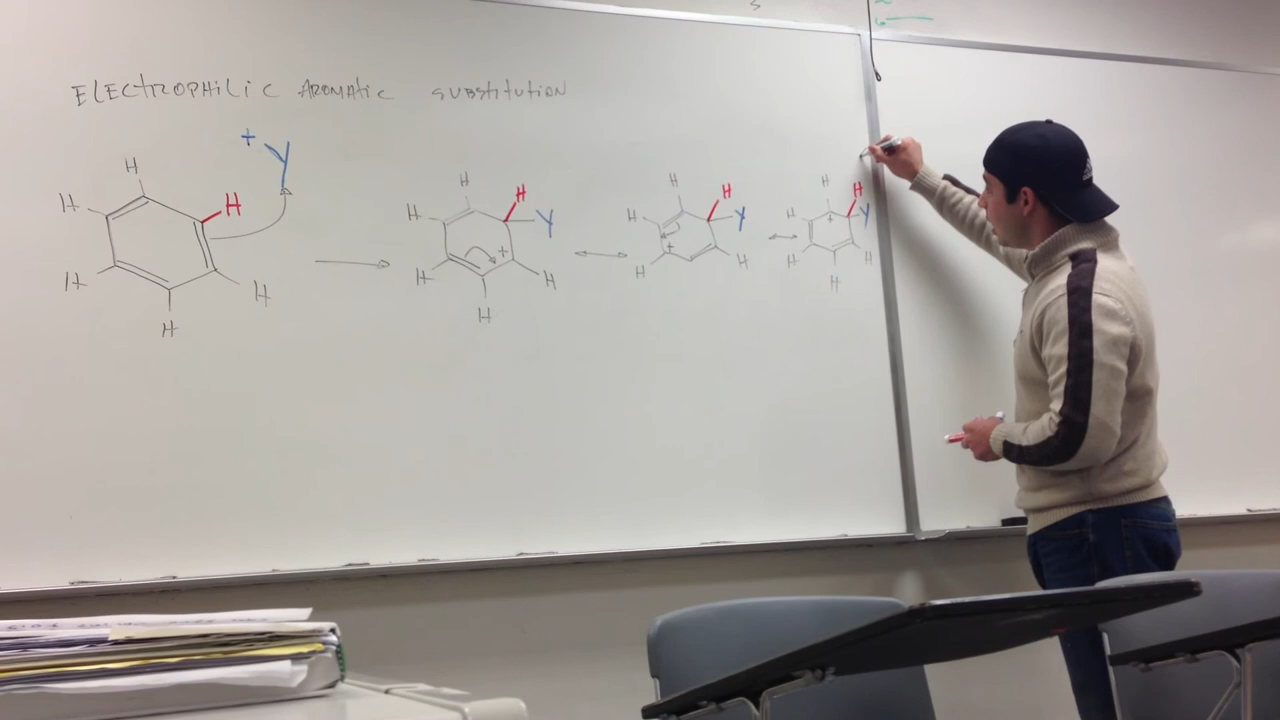 ELECTROPHILIC AROMATIC SUBSTITUTION
+ Y
H H H H H H
H H Y + H H H H
H H Y + H H H
H H Y + H H H H